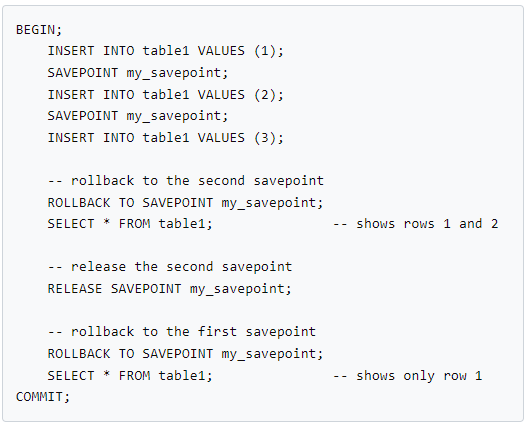 BEGIN;
    INSERT INTO table1 VALUES (1);
    SAVEPOINT my_savepoint;
    INSERT INTO table1 VALUES (2);
    SAVEPOINT my_savepoint;
    INSERT INTO table1 VALUES (3);

    -- rollback to the second savepoint
    ROLLBACK TO SAVEPOINT my_savepoint;
    SELECT * FROM table1;               -- shows rows 1 and 2

    -- release the second savepoint
    RELEASE SAVEPOINT my_savepoint;

    -- rollback to the first savepoint
    ROLLBACK TO SAVEPOINT my_savepoint;
    SELECT * FROM table1;               -- shows only row 1
COMMIT;